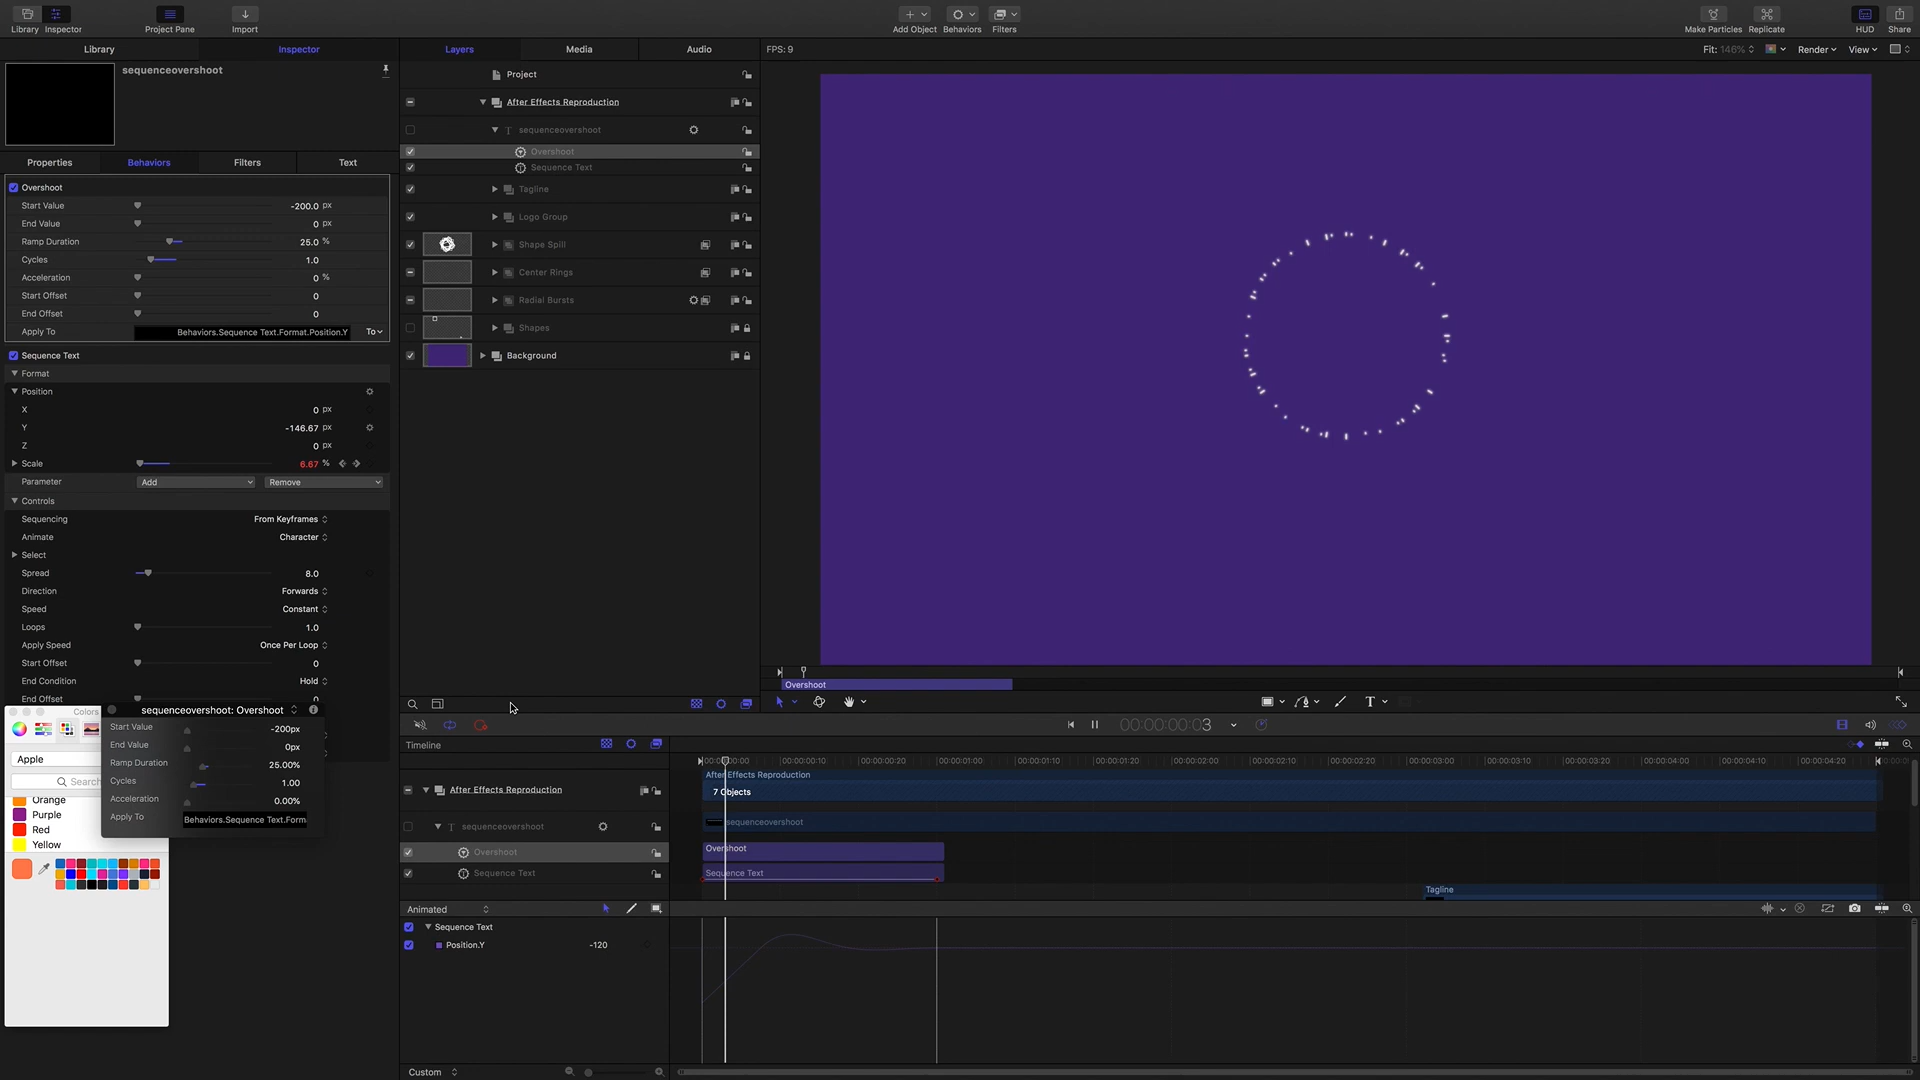 Library
Inspector
Project Pane
Import
Add Object
Behaviors
Filters
Make Particles
Replicate
HUD
Share
Library
Inspector
Layers
Media
Audio
FPS: 9
Fit: 146%
Render
View
sequenceovershoot
Properties
Behaviors
Filters
Text
Overshoot
Start Value -200.0 px
End Value 0 px
Ramp Duration 25.0 %
Cycles 1.0
Acceleration 0 %
Start Offset 0
End Offset 0
Apply To Behaviors.Sequence Text.Format.Position.Y To
Sequence Text
Format
Position
X 0 px
Y -146.67 px
Z 0 px
Scale 6.67 %
Parameter Add Remove
Controls
Sequencing From Keyframes
Animate Character
Select
Spread 8.0
Direction Forwards
Speed Constant
Loops 1.0
Apply Speed Once Per Loop
Start Offset 0
End Condition Hold
End Offset 0
Project
After Effects Reproduction
sequenceovershoot
Overshoot
Sequence Text
Tagline
Logo Group
Shape Spill
Center Rings
Radial Bursts
Shapes
Background
Overshoot
T
00:00:00:03
Colors
Apple
Search
Orange
Purple
Red
Yellow
sequenceovershoot: Overshoot
Start Value -200px
End Value 0px
Ramp Duration 25.00%
Cycles 1.00
Acceleration 0.00%
Apply To Behaviors.Sequence Text.Form
Timeline
00:00:00:10 00:00:00:20 00:00:01:00 00:00:01:10 00:00:01:20 00:00:02:00 00:00:02:10 00:00:02:20 00:00:03:00 00:00:03:10 00:00:03:20 00:00:04:00 00:00:04:10 00:00:04:20
After Effects Reproduction
7 Objects
After Effects Reproduction
sequenceovershoot
sequenceovershoot
Overshoot
Overshoot
Sequence Text
Sequence Text
Tagline
Animated
Sequence Text
Position.Y -120
Custom